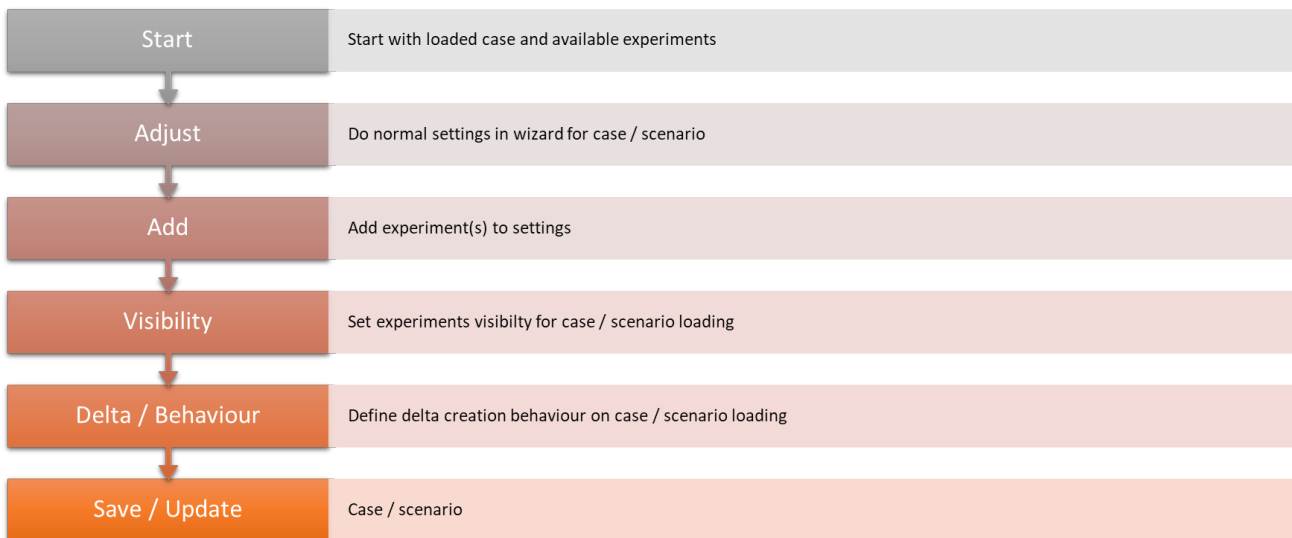 Start
Start with loaded case and available experiments
Adjust
Do normal settings in wizard for case / scenario
Add
Add experiment(s) to settings
Visibility
Set experiments visibilty for case / scenario loading
Delta / Behaviour
Define delta creation behaviour on case / scenario loading
Save / Update
Case / scenario